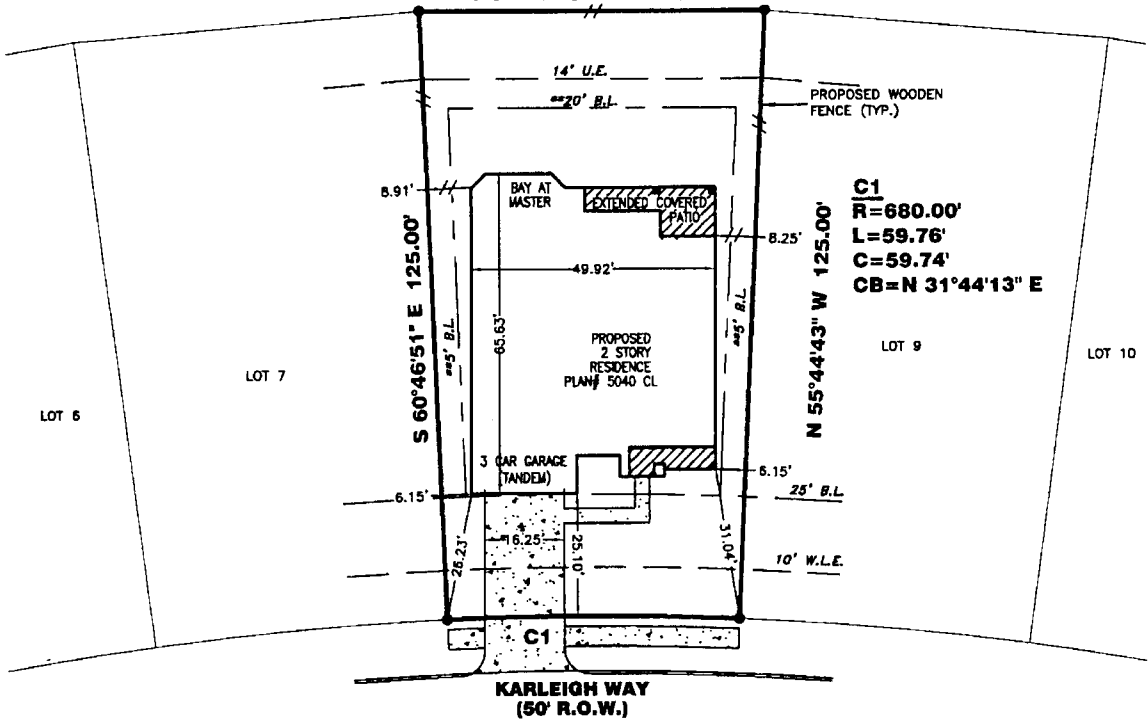 14' U.E.
**20' B.L.
PROPOSED WOODEN
FENCE (TYP.)
8.91'
BAY AT
MASTER
EXTENDED COVERED
PATIO
C1
R=680.00'
L=59.76'
C=59.74'
CB=N 31°44'13" E
8.25'
49.92'
S 60°46'51" E 125.00'
N 55°44'43" W 125.00'
**5' B.L.
**5' B.L.
65.63'
PROPOSED
2 STORY
RESIDENCE
PLAN# 5040 CL
LOT 6
LOT 7
LOT 9
LOT 10
3 CAR GARAGE
(TANDEM)
6.15'
6.15'
25' B.L.
16.25'
26.23'
25.10'
31.04'
10' W.L.E.
C1
KARLEIGH WAY
(50' R.O.W.)